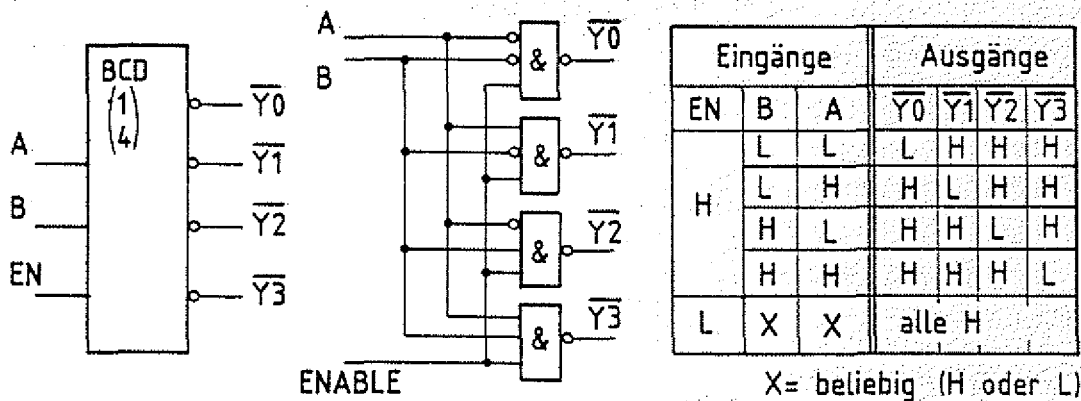 BCD
(1
4)
A
B
EN
Y0
Y1
Y2
Y3
A
B
ENABLE
&
Y0
&
Y1
&
Y2
&
Y3
Eingänge Ausgänge
EN B A Y0 Y1 Y2 Y3
H
L L L H H H
L H H L H H
H L H H L H
H H H H H L
L X X alle H
X= beliebig (H oder L)